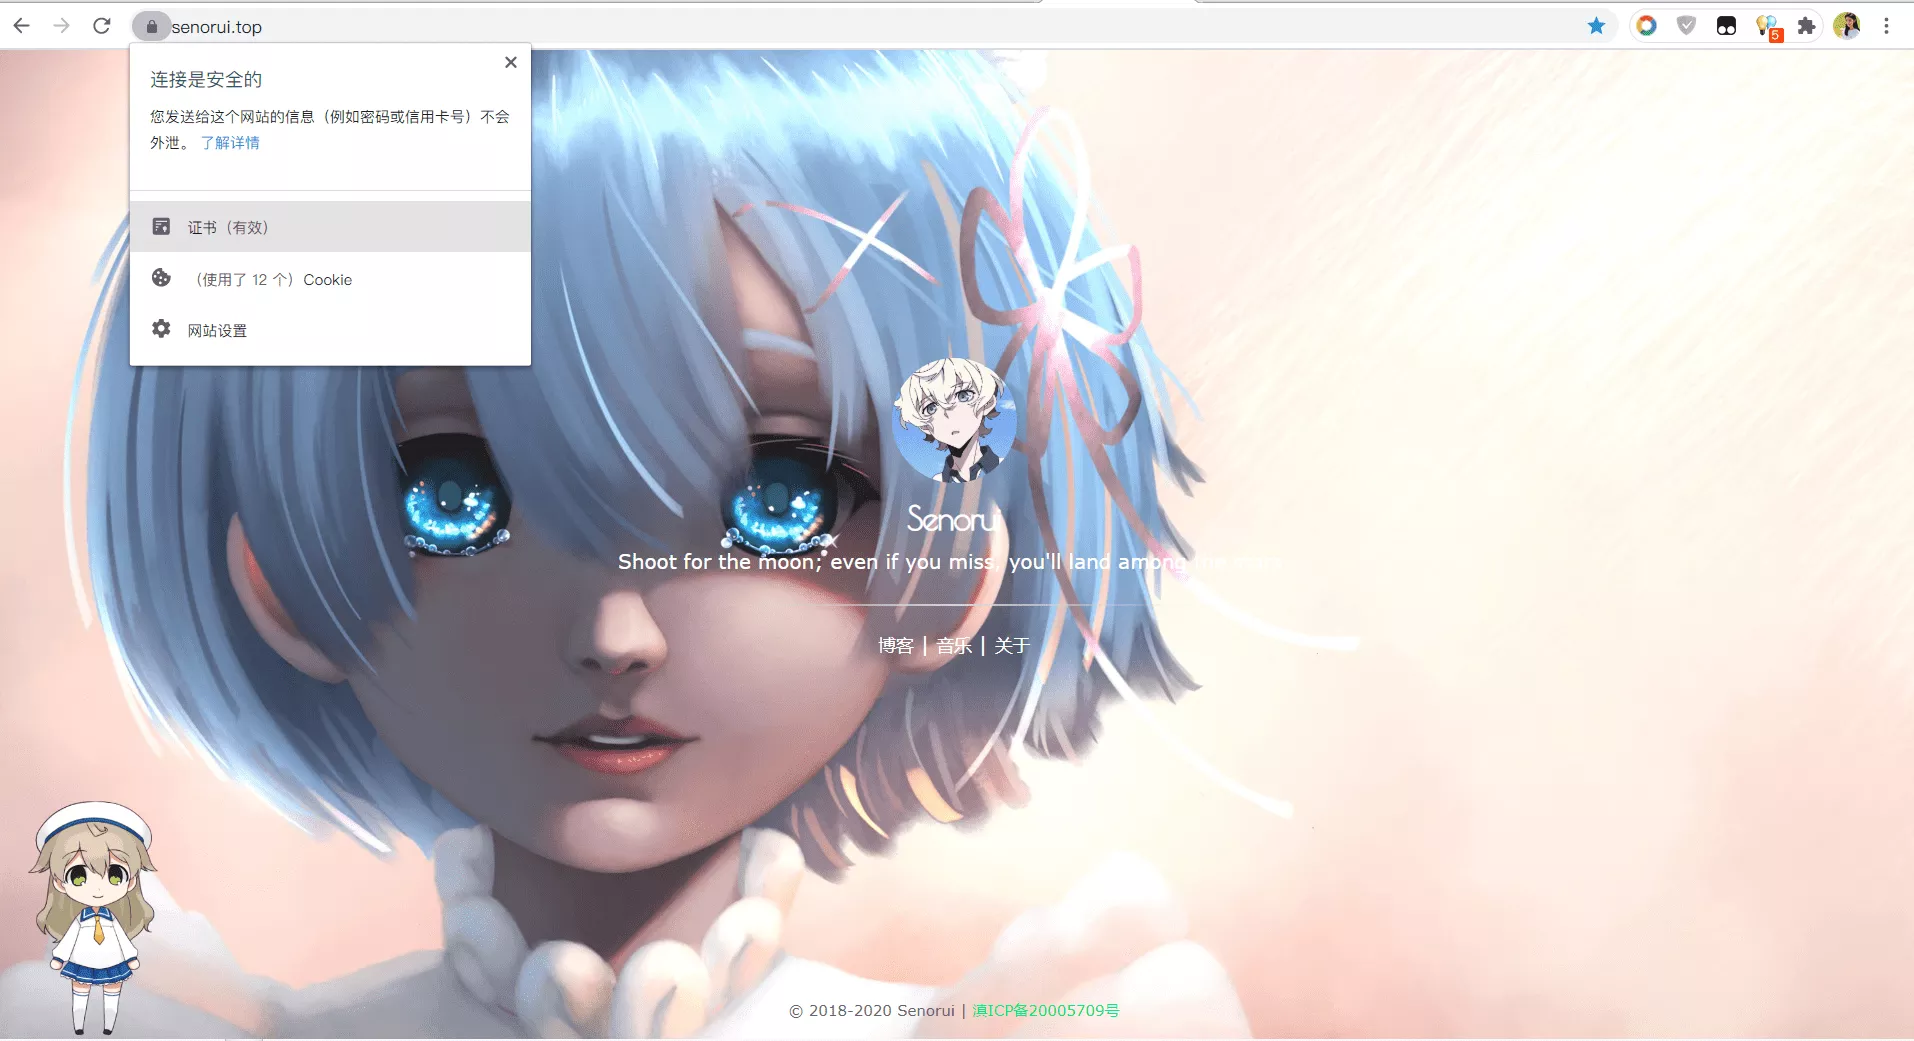 senorui.top
5
连接是安全的
您发送给这个网站的信息（例如密码或信用卡号）不会
外泄。 了解详情
证书（有效）
（使用了 12 个）Cookie
网站设置
Senorui
Shoot for the moon; even if you miss, you'll land among the
博客 | 音乐 | 关于
© 2018-2020 Senorui | 滇ICP备20005709号